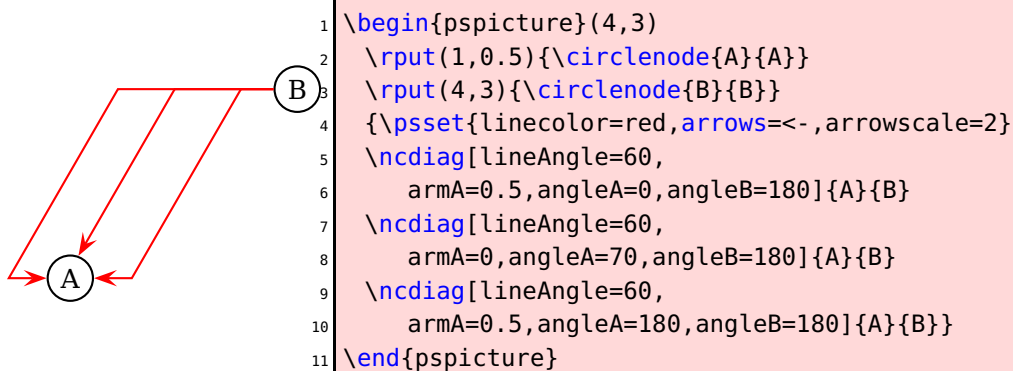 B
A
1 \begin{pspicture}(4,3)
2 \rput(1,0.5){\circlenode{A}{A}}
3 \rput(4,3){\circlenode{B}{B}}
4 {\psset{linecolor=red,arrows=<-,arrowscale=2}
5 \ncdiag[lineAngle=60,
6 armA=0.5,angleA=0,angleB=180]{A}{B}
7 \ncdiag[lineAngle=60,
8 armA=0,angleA=70,angleB=180]{A}{B}
9 \ncdiag[lineAngle=60,
10 armA=0.5,angleA=180,angleB=180]{A}{B}}
11 \end{pspicture}